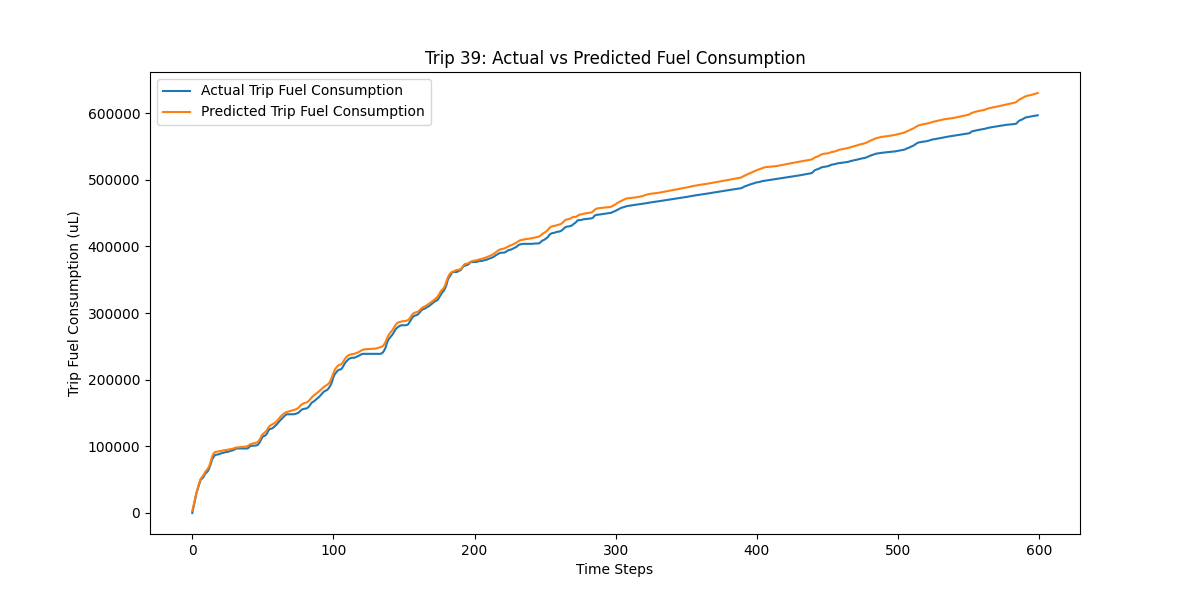 Trip 39: Actual vs Predicted Fuel Consumption
Actual Trip Fuel Consumption
Predicted Trip Fuel Consumption
Trip Fuel Consumption (uL)
600000
500000
400000
300000
200000
100000
0
0 100 200 300 400 500 600
Time Steps